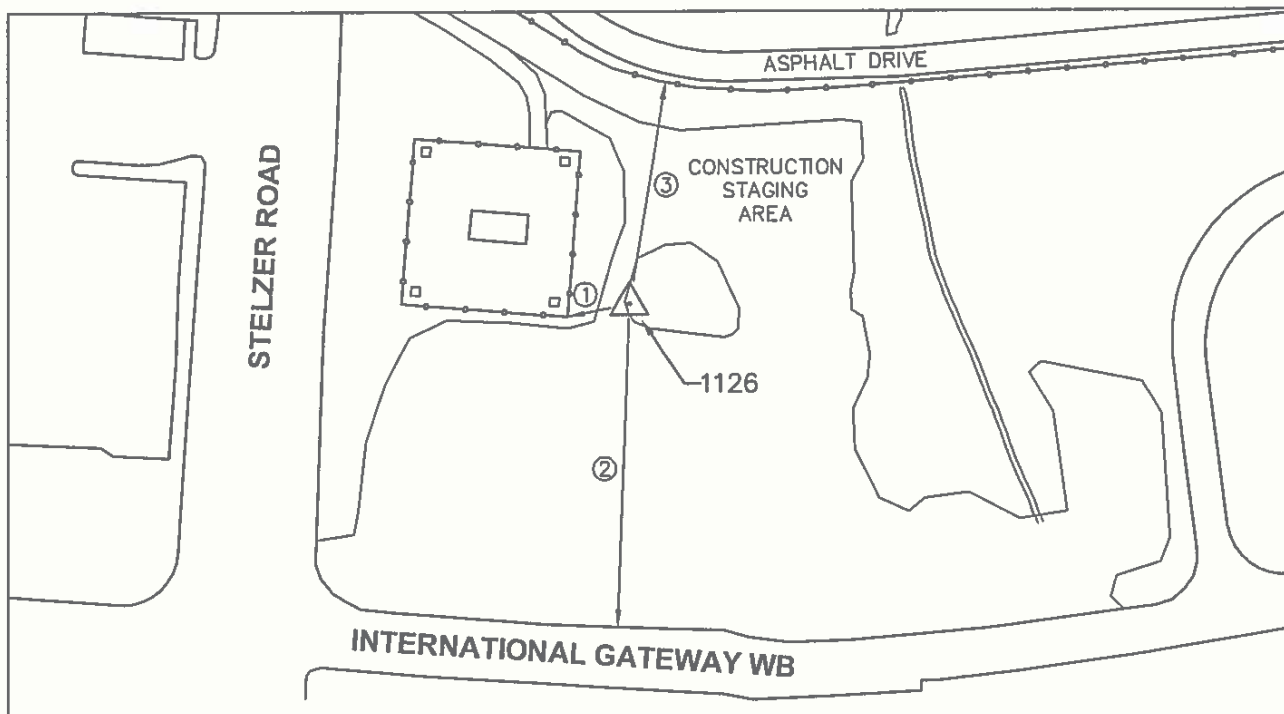 ASPHALT DRIVE
CONSTRUCTION
STAGING
AREA
3
STELZER ROAD
1
1126
2
INTERNATIONAL GATEWAY WB